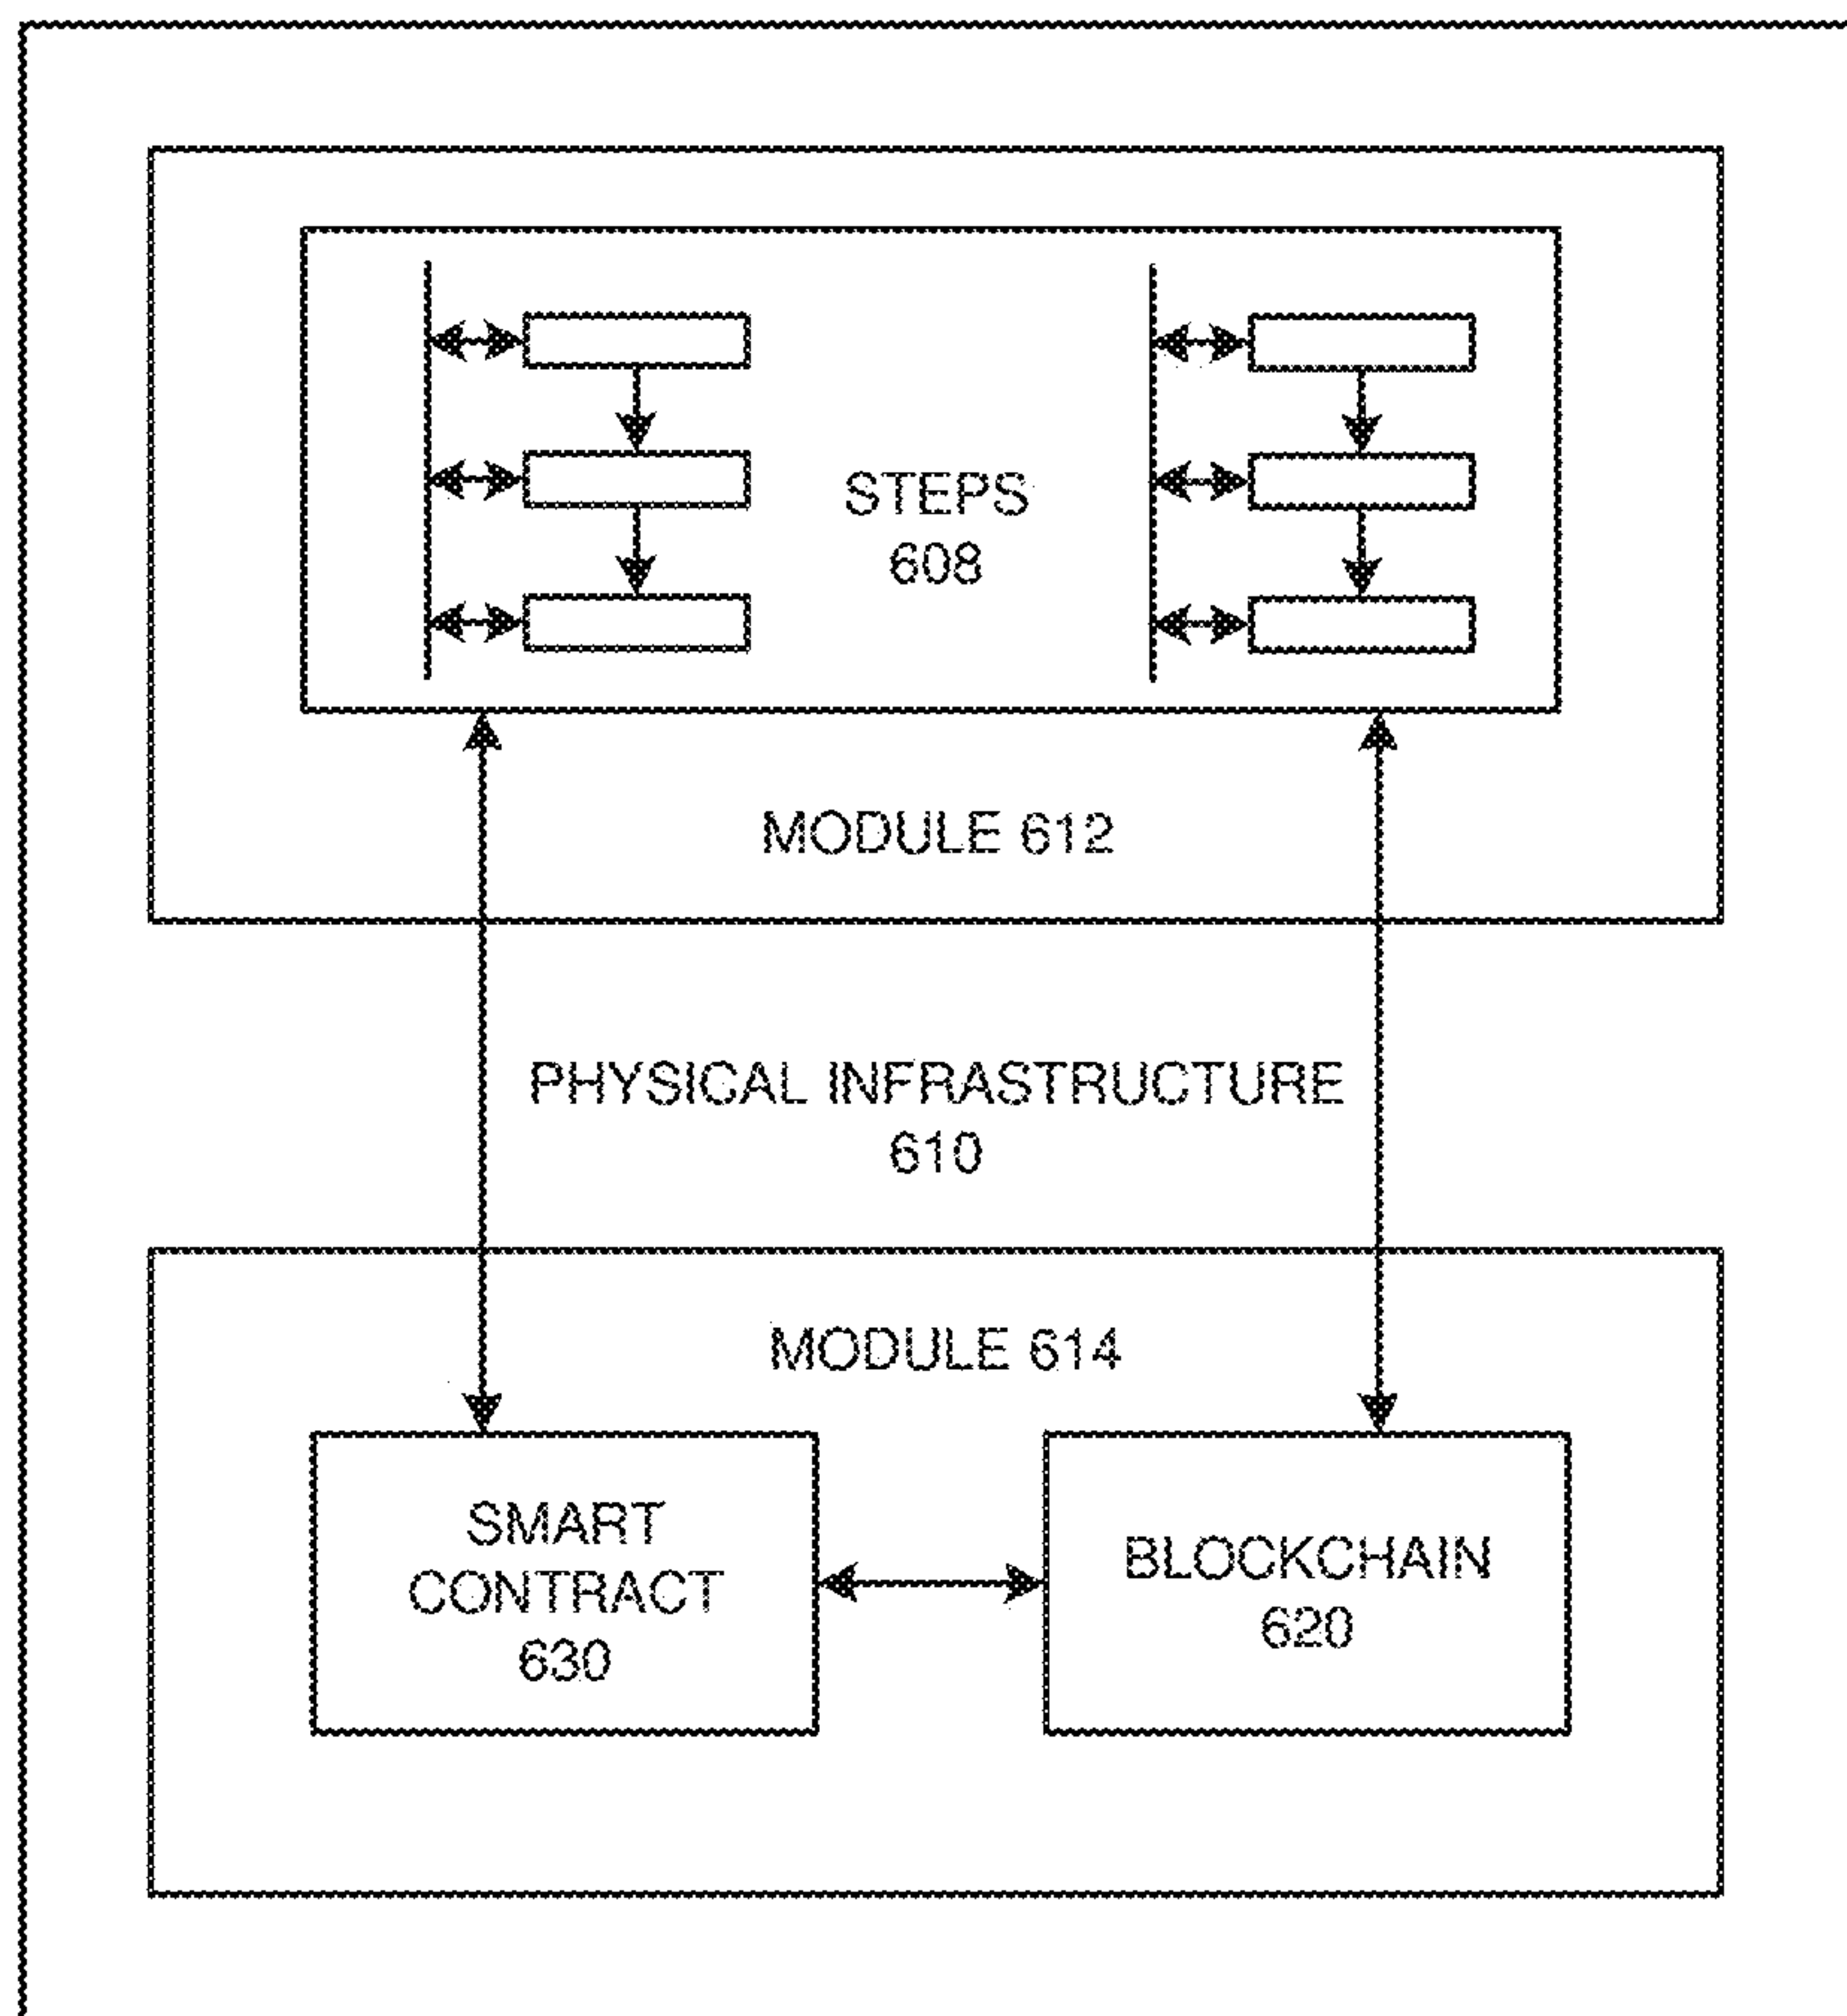 STEPS
608
MODULE 612
PHYSICAL INFRASTRUCTURE
610
MODULE 614
SMART
CONTRACT
630
BLOCKCHAIN
620